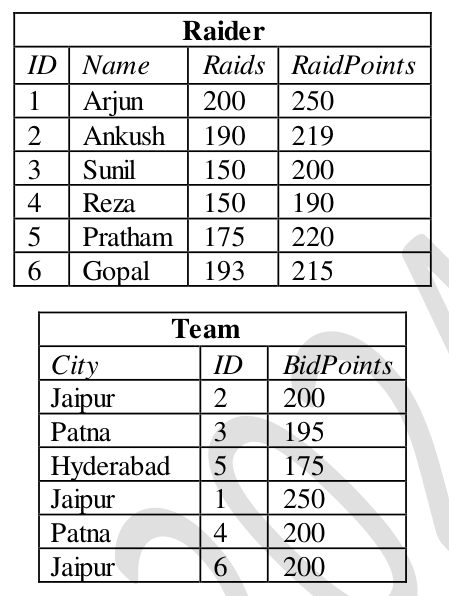 Raider
ID Name Raids RaidPoints
1 Arjun 200 250
2 Ankush 190 219
3 Sunil 150 200
4 Reza 150 190
5 Pratham 175 220
6 Gopal 193 215
Team
City ID BidPoints
Jaipur 2 200
Patna 3 195
Hyderabad 5 175
Jaipur 1 250
Patna 4 200
Jaipur 6 200